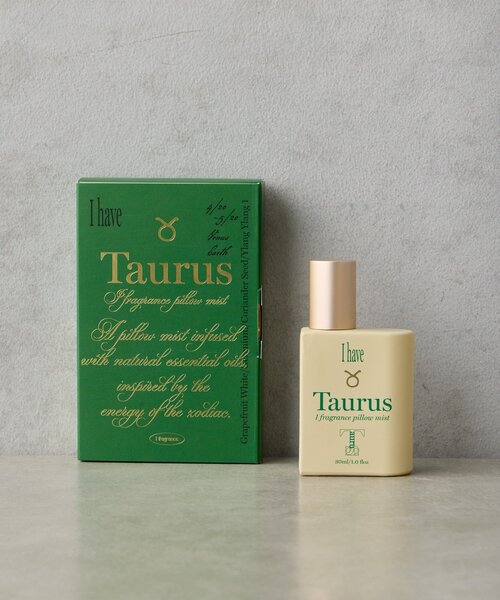 I have
4/20
-5/20
Venus
Earth
Taurus
I fragrance pillow mist
A pillow mist infused
with natural essential oils
inspired by the
energy of the zodiac.
I fragrance
Grapefruit White/ Coriander Seed/Ylang Ylang 1
I have
Taurus
I fragrance pillow mist
30ml/1.0 floz